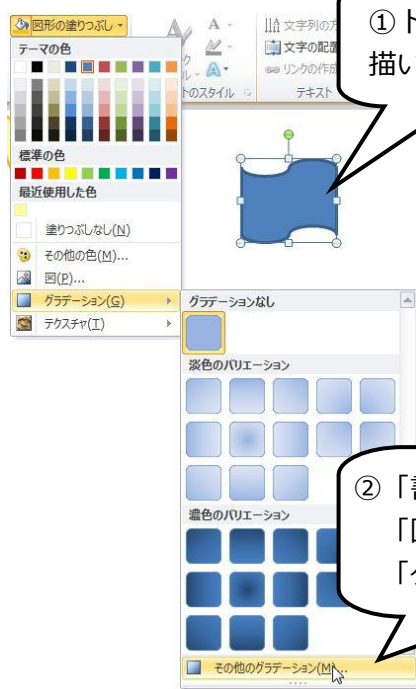 図形の塗りつぶし
A
文字列の方
テーマの色
文字の配置
リンクの作成
トのスタイル
テキスト
① ド
描い
標準の色
最近使用した色
塗りつぶしなし(N)
その他の色(M)...
図(P)...
グラデーション(G)
テクスチャ(T)
グラデーションなし
淡色のバリエーション
濃色のバリエーション
②「書
「図
「グ
その他のグラデーション(M)...